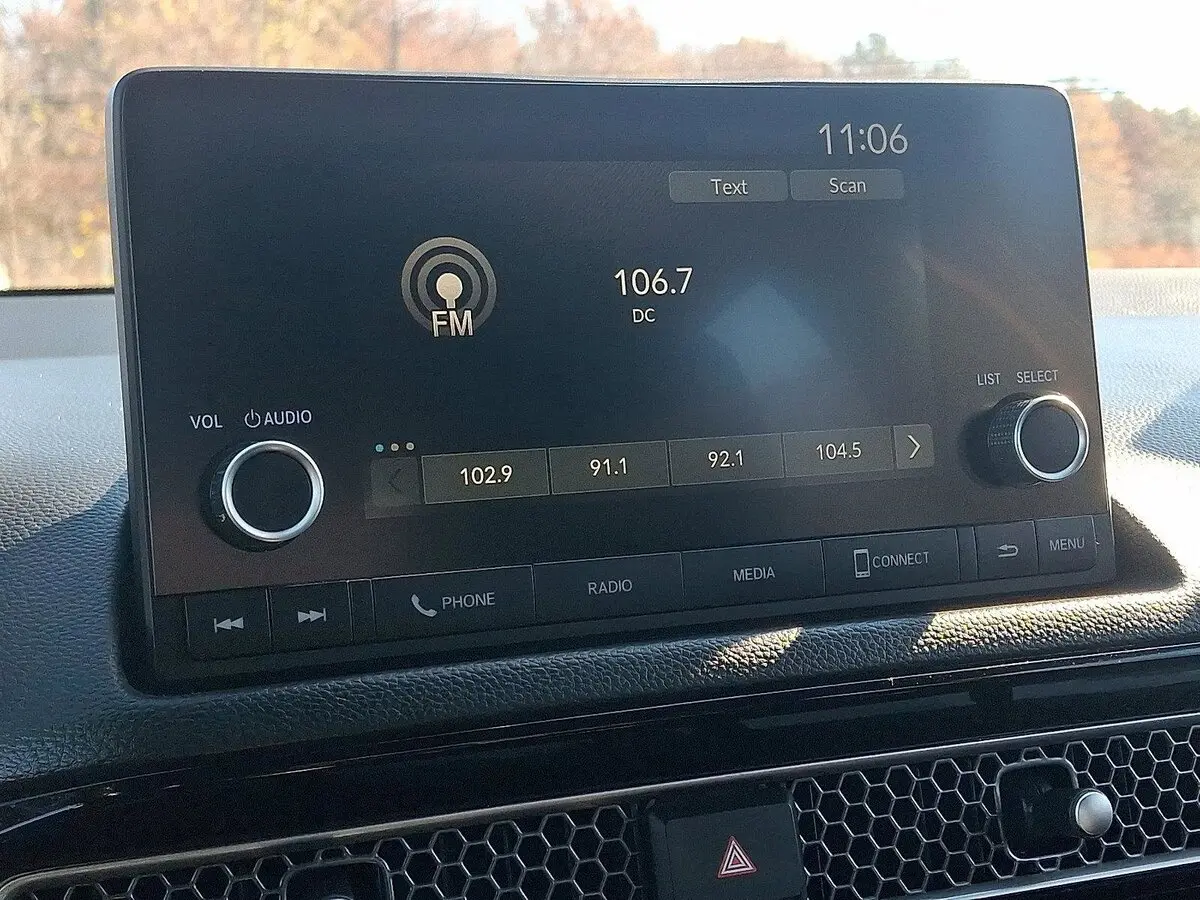 11:06
Text Scan
FM
106.7
DC
LIST SELECT
VOL AUDIO
102.9 91.1 92.1 104.5
PHONE RADIO MEDIA CONNECT MENU